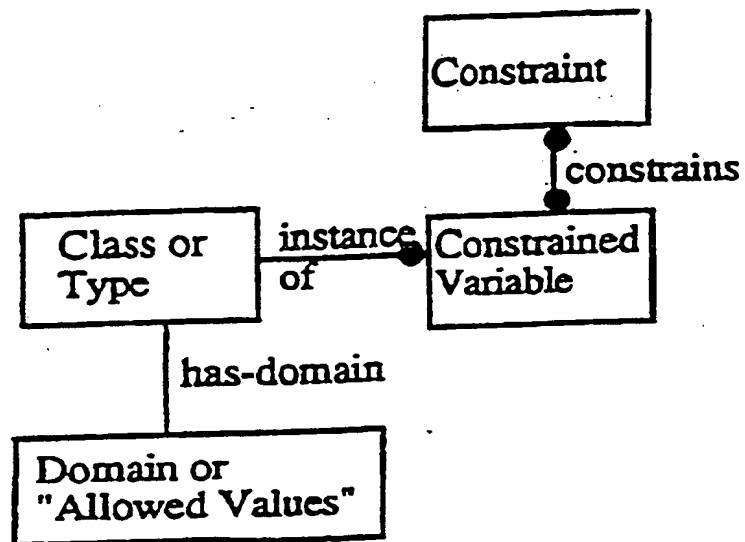 Constraint
constrains
Class or
Type
instance
of
Constrained
Variable
has-domain
Domain or
"Allowed Values"